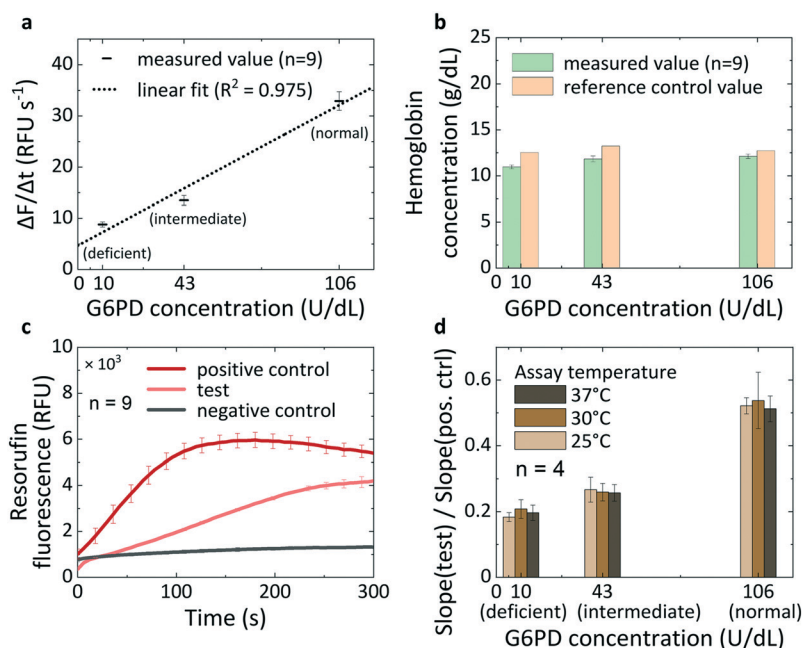 a
ΔF/Δt (RFU s⁻¹)
50
40
30
20
10
0
measured value (n=9)
linear fit (R² = 0.975)
(normal)
(intermediate)
(deficient)
0 10 43 106
G6PD concentration (U/dL)
b
Hemoglobin
concentration (g/dL)
25
20
15
10
5
0
measured value (n=9)
reference control value
0 10 43 106
G6PD concentration (U/dL)
c
Resorufin
fluorescence (RFU)
× 10³
10
8
6
4
2
0
positive control
test
negative control
n = 9
0 100 200 300
Time (s)
d
Slope(test) / Slope(pos. ctrl)
0.6
0.4
0.2
0
Assay temperature
37°C
30°C
25°C
n = 4
0 10 43 106
(deficient) (intermediate) (normal)
G6PD concentration (U/dL)